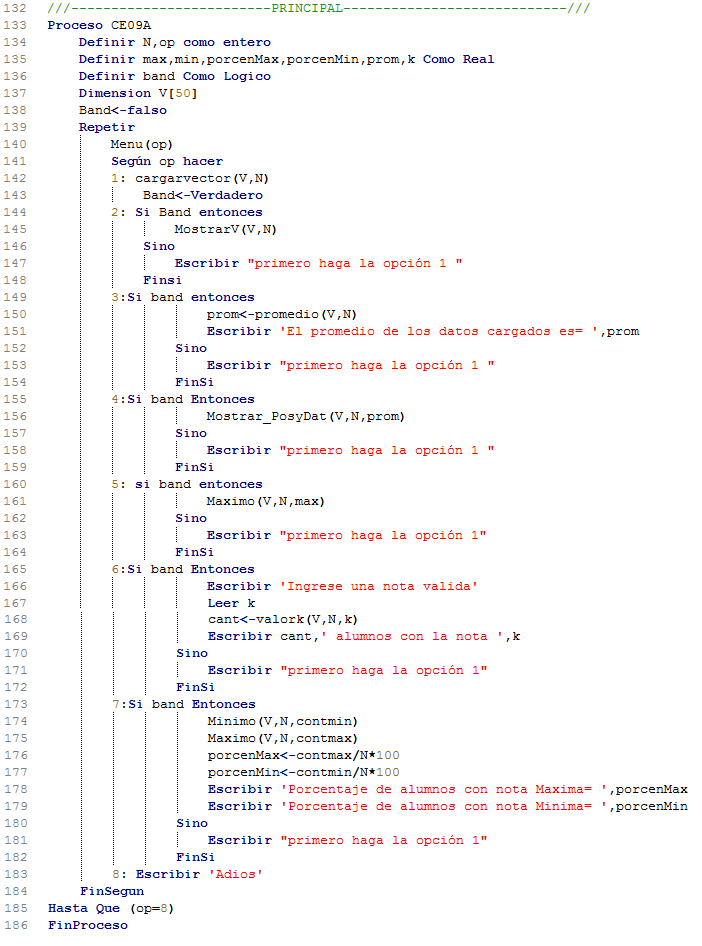 132 ///-------------------------PRINCIPAL----------------------------///
133 Proceso CE09A
134     Definir N,op como entero
135     Definir max,min,porcenMax,porcenMin,prom,k Como Real
136     Definir band Como Logico
137     Dimension V[50]
138     Band<-falso
139     Repetir
140         Menu(op)
141         Según op hacer
142         1: cargarvector(V,N)
143             Band<-Verdadero
144         2: Si Band entonces
145                 MostrarV(V,N)
146             Sino
147                 Escribir "primero haga la opción 1 "
148             Finsi
149         3:Si band entonces
150                     prom<-promedio(V,N)
151                     Escribir 'El promedio de los datos cargados es= ',prom
152                 Sino
153                     Escribir "primero haga la opción 1 "
154                 FinSi
155         4:Si band Entonces
156                     Mostrar_PosyDat(V,N,prom)
157                 Sino
158                     Escribir "primero haga la opción 1 "
159                 FinSi
160         5: si band entonces
161                     Maximo(V,N,max)
162                 Sino
163                     Escribir "primero haga la opción 1"
164                 FinSi
165         6:Si band Entonces
166                     Escribir 'Ingrese una nota valida'
167                     Leer k
168                     cant<-valork(V,N,k)
169                     Escribir cant,' alumnos con la nota ',k
170                 Sino
171                     Escribir "primero haga la opción 1"
172                 FinSi
173         7:Si band Entonces
174                     Minimo(V,N,contmin)
175                     Maximo(V,N,contmax)
176                     porcenMax<-contmax/N*100
177                     porcenMin<-contmin/N*100
178                     Escribir 'Porcentaje de alumnos con nota Maxima= ',porcenMax
179                     Escribir 'Porcentaje de alumnos con nota Minima= ',porcenMin
180                 Sino
181                     Escribir "primero haga la opción 1"
182                 FinSi
183         8: Escribir 'Adios'
184     FinSegun
185 Hasta Que (op=8)
186 FinProceso